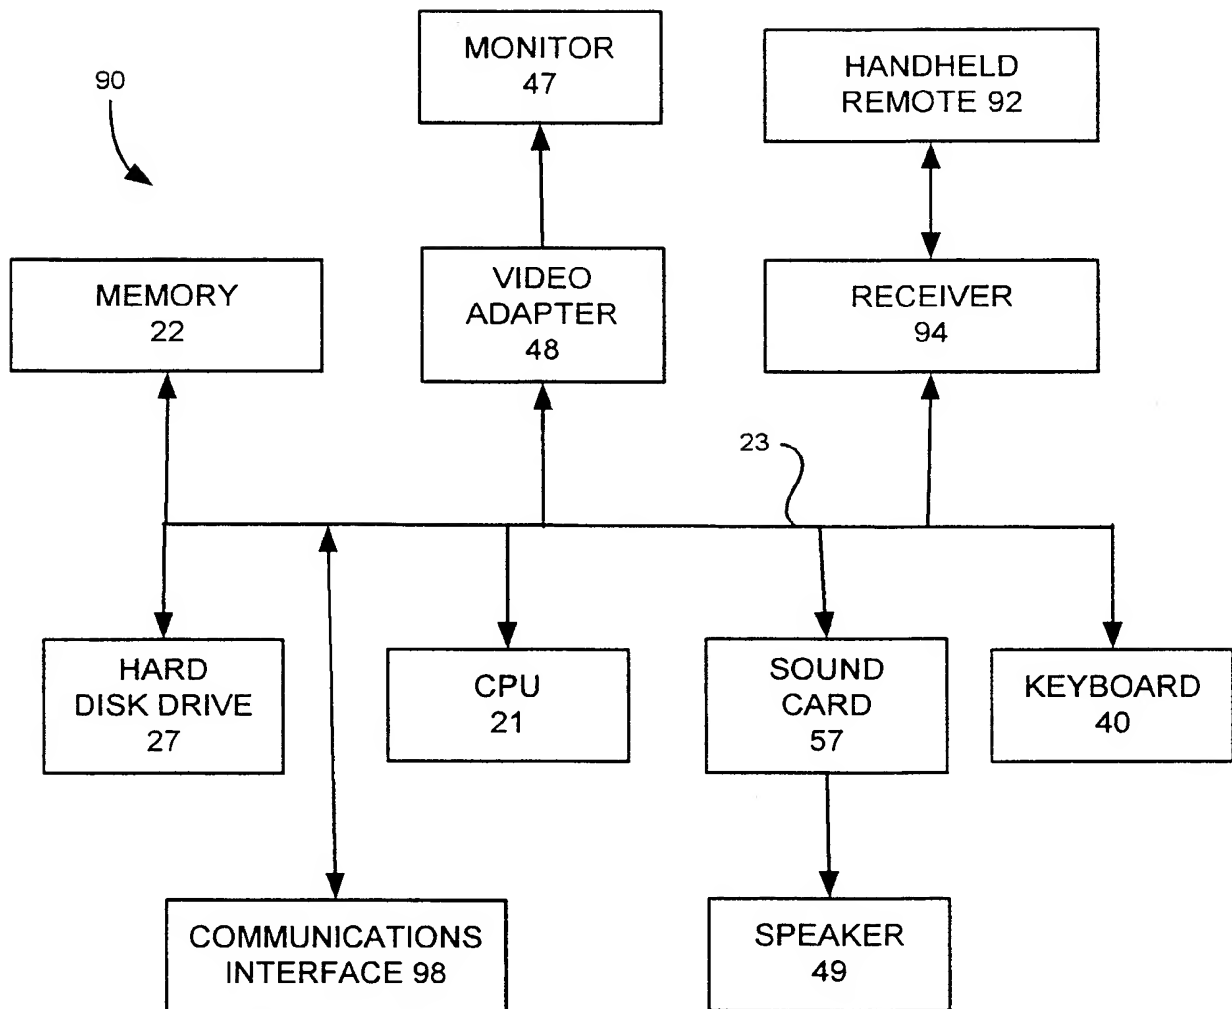 MONITOR
47
HANDHELD
REMOTE 92
90
MEMORY
22
VIDEO
ADAPTER
48
RECEIVER
94
23
HARD
DISK DRIVE
27
CPU
21
SOUND
CARD
57
KEYBOARD
40
COMMUNICATIONS
INTERFACE 98
SPEAKER
49